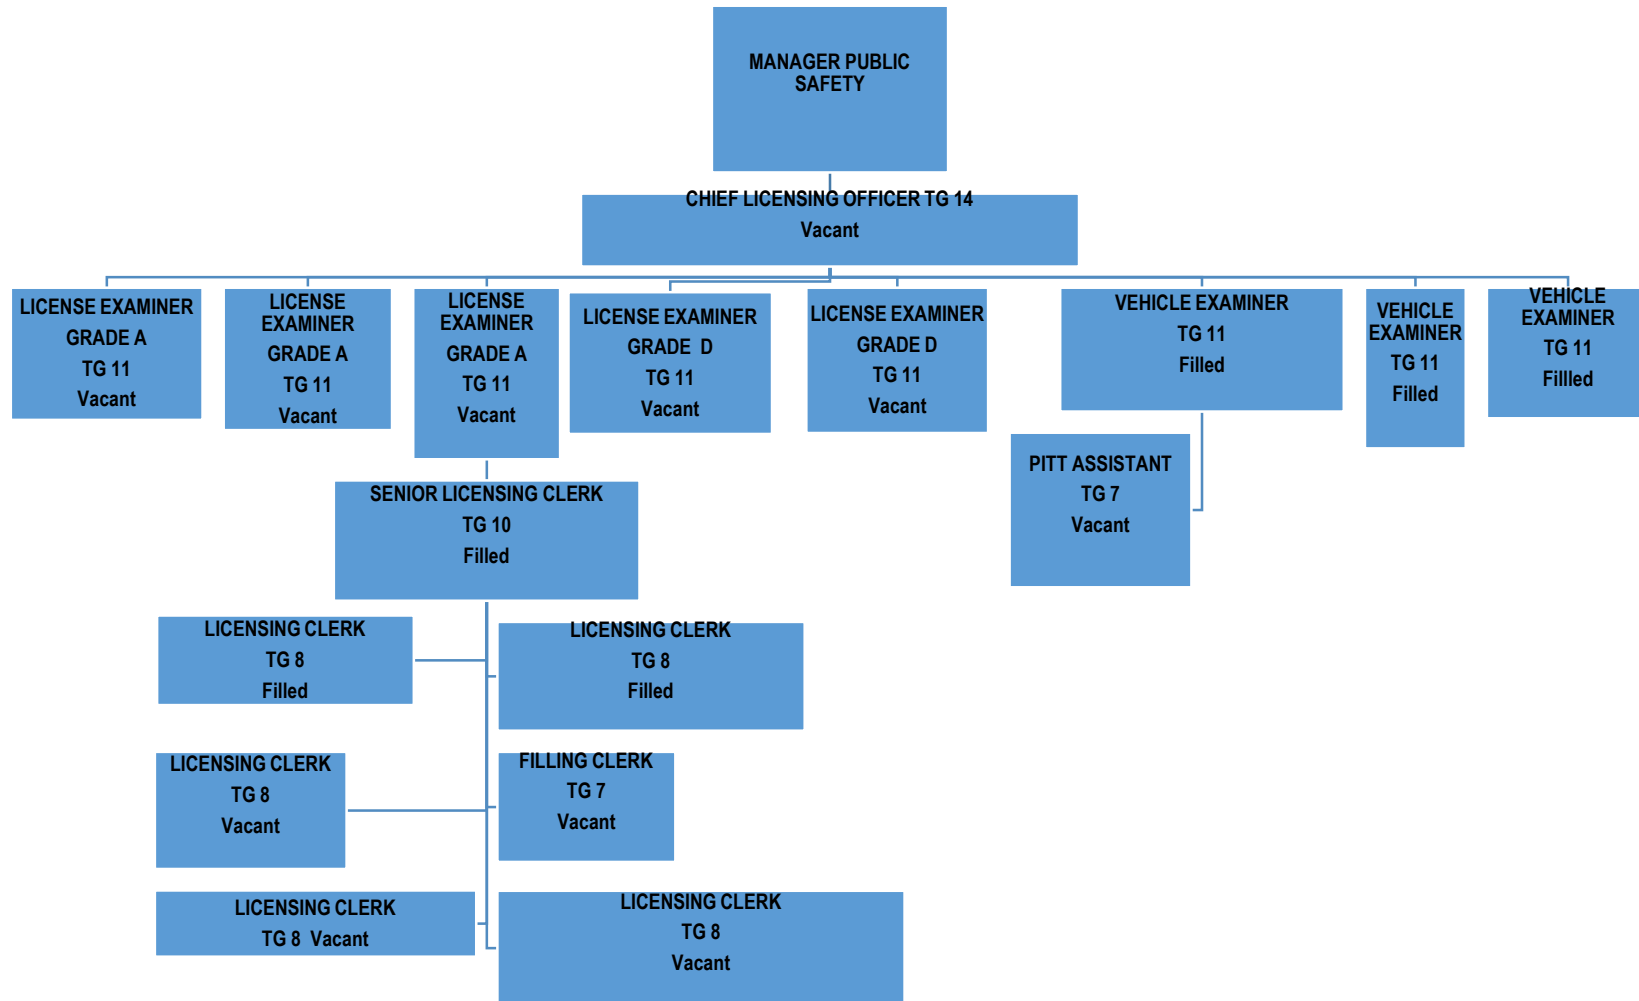 MANAGER PUBLIC
SAFETY
CHIEF LICENSING OFFICER TG 14
Vacant
LICENSE EXAMINER
GRADE A
TG 11
Vacant
LICENSE
EXAMINER
GRADE A
TG 11
Vacant
LICENSE
EXAMINER
GRADE A
TG 11
Vacant
LICENSE EXAMINER
GRADE D
TG 11
Vacant
LICENSE EXAMINER
GRADE D
TG 11
Vacant
VEHICLE EXAMINER
TG 11
Filled
VEHICLE
EXAMINER
TG 11
Filled
VEHICLE
EXAMINER
TG 11
Fillled
PITT ASSISTANT
TG 7
Vacant
SENIOR LICENSING CLERK
TG 10
Filled
LICENSING CLERK
TG 8
Filled
LICENSING CLERK
TG 8
Filled
LICENSING CLERK
TG 8
Vacant
FILLING CLERK
TG 7
Vacant
LICENSING CLERK
TG 8 Vacant
LICENSING CLERK
TG 8
Vacant